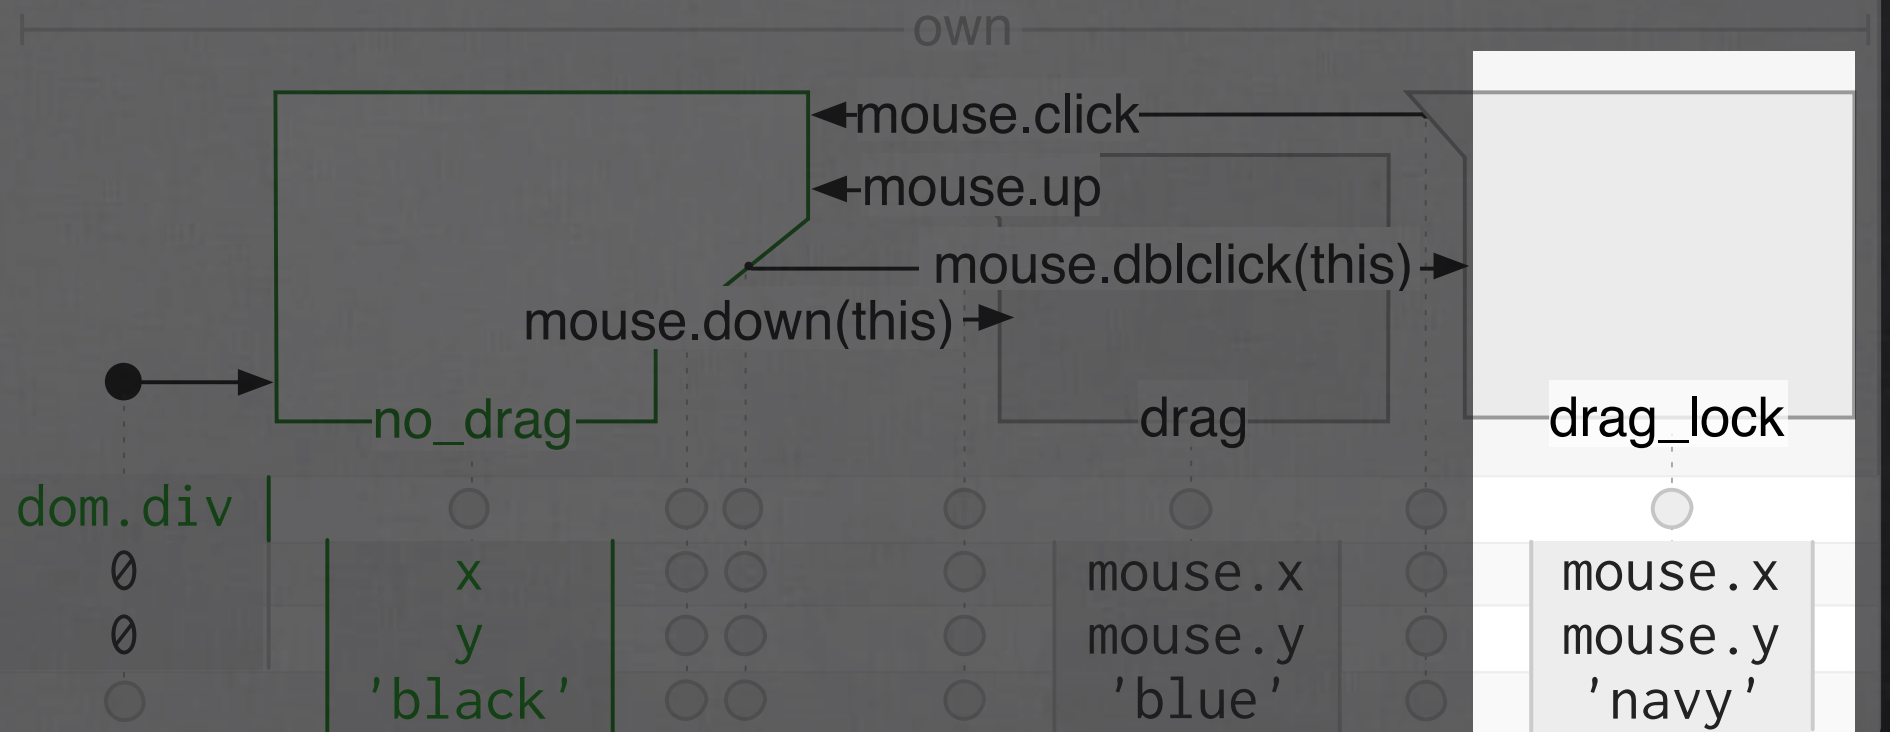 own
mouse.click
mouse.up
mouse.dblclick(this)
mouse.down(this)
no_drag
drag
drag_lock
dom.div
0 x mouse.x mouse.x
0 y mouse.y mouse.y
'black' 'blue' 'navy'